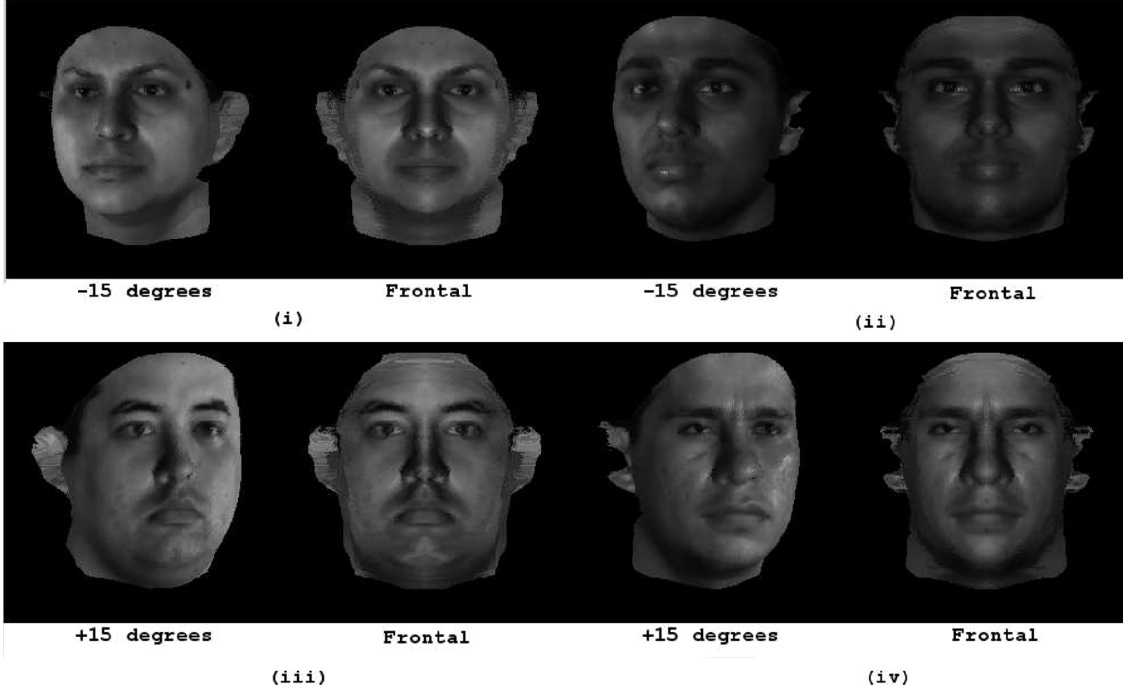 -15 degrees
Frontal
-15 degrees
Frontal
(i)
(ii)
+15 degrees
Frontal
+15 degrees
Frontal
(iii)
(iv)